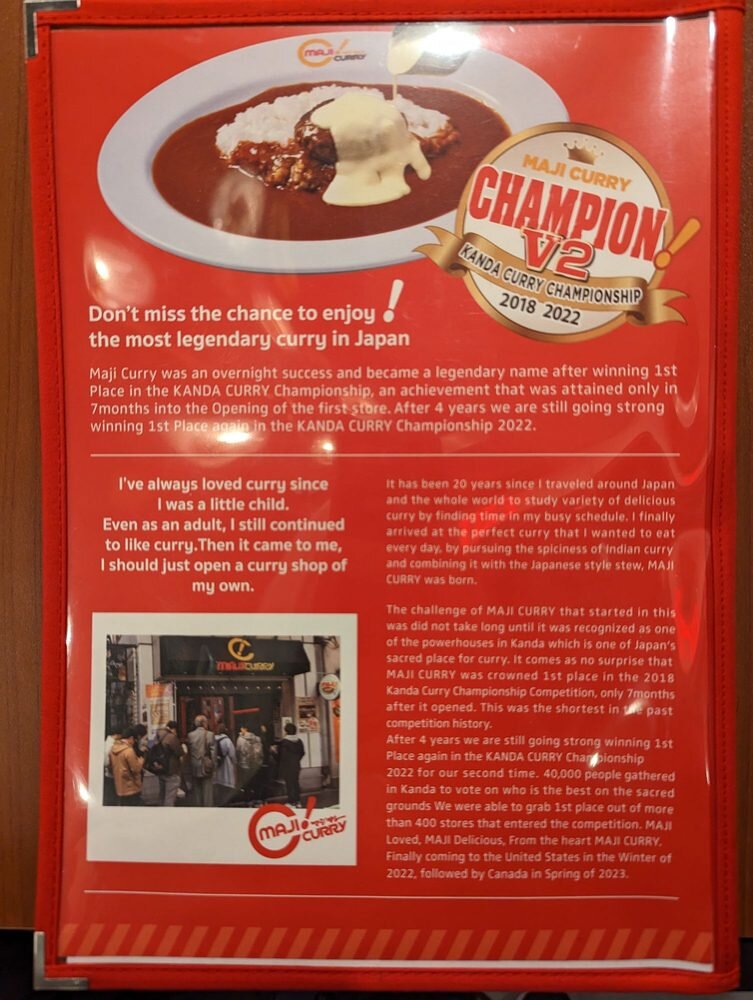 MAJI CURRY
MAJI CURRY
CHAMPION!
V2
KANDA CURRY CHAMPIONSHIP
2018 2022
Don't miss the chance to enjoy!
the most legendary curry in Japan
Maji Curry was an overnight success and became a legendary name after winning 1st
Place in the KANDA CURRY Championship, an achievement that was attained only in
7months into the Opening of the first store. After 4 years we are still going strong
winning 1st Place again in the KANDA CURRY Championship 2022.
I've always loved curry since
I was a little child.
Even as an adult, I still continued
to like curry.Then it came to me,
I should just open a curry shop of
my own.
MAJI CURRY
MAJI! マジカレー
CURRY
It has been 20 years since I traveled around Japan
and the whole world to study variety of delicious
curry by finding time in my busy schedule. I finally
arrived at the perfect curry that I wanted to eat
every day, by pursuing the spiciness of Indian curry
and combining it with the Japanese style stew, MAJI
CURRY was born.
The challenge of MAJI CURRY that started in this
was did not take long until it was recognized as one
of the powerhouses in Kanda which is one of Japan's
sacred place for curry. It comes as no surprise that
MAJI CURRY was crowned 1st place in the 2018
Kanda Curry Championship Competition, only 7months
after it opened. This was the shortest in the past
competition history.
After 4 years we are still going strong winning 1st
Place again in the KANDA CURRY Championship
2022 for our second time. 40,000 people gathered
in Kanda to vote on who is the best on the sacred
grounds We were able to grab 1st place out of more
than 400 stores that entered the competition. MAJI
Loved, MAJI Delicious, From the heart MAJI CURRY.
Finally coming to the United States in the Winter of
2022, followed by Canada in Spring of 2023.